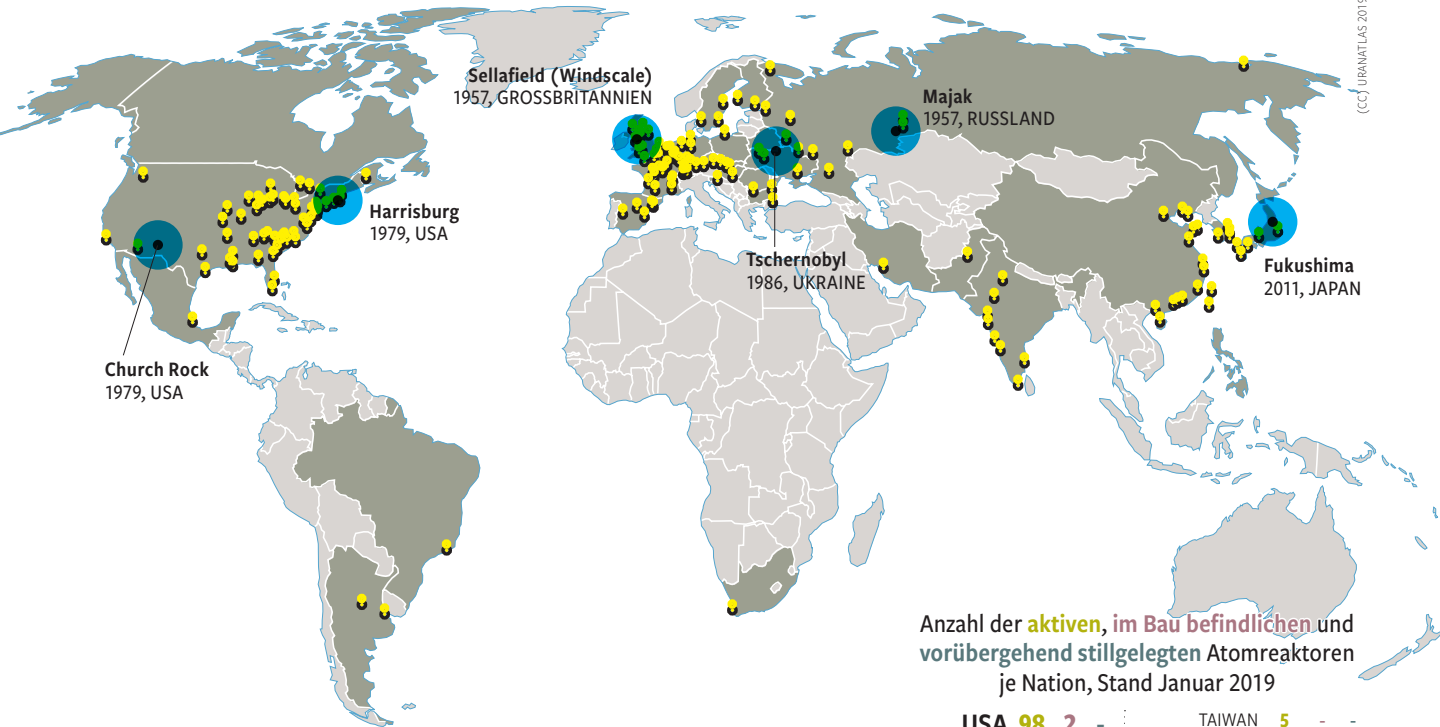 (CC) URANATLAS 2019
Sellafield (Windscale)
1957, GROSSBRITANNIEN
Majak
1957, RUSSLAND
Harrisburg
1979, USA
Tschernobyl
1986, UKRAINE
Fukushima
2011, JAPAN
Church Rock
1979, USA
Anzahl der aktiven, im Bau befindlichen und
vorübergehend stillgelegten Atomreaktoren
je Nation, Stand Januar 2019
USA 98 2 -
TAIWAN 5 - -